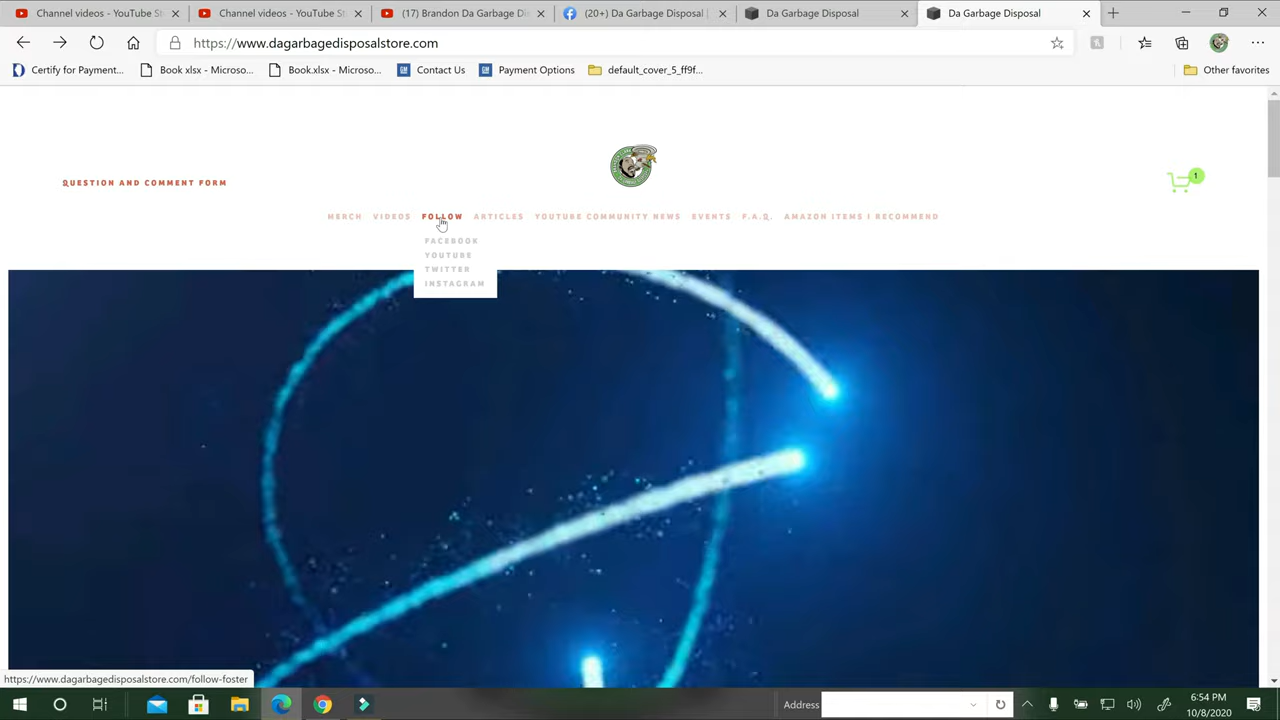 Channel videos - YouTube St
Channel videos - YouTube St
(17) Brandon Da Garbage Di
(20+) Da Garbage Disposal |
Da Garbage Disposal
Da Garbage Disposal
https://www.dagarbagedisposalstore.com
Certify for Payment...
Book xlsx - Microso...
Book.xlsx - Microso...
GM Contact Us
GM Payment Options
default_cover_5_ff9f...
Other favorites
QUESTION AND COMMENT FORM
1
MERCH VIDEOS FOLLOW ARTICLES YOUTUBE COMMUNITY NEWS EVENTS F.A.Q. AMAZON ITEMS I RECOMMEND
FACEBOOK
YOUTUBE
TWITTER
INSTAGRAM
https://www.dagarbagedisposalstore.com/follow-foster
Address
6:54 PM
10/8/2020